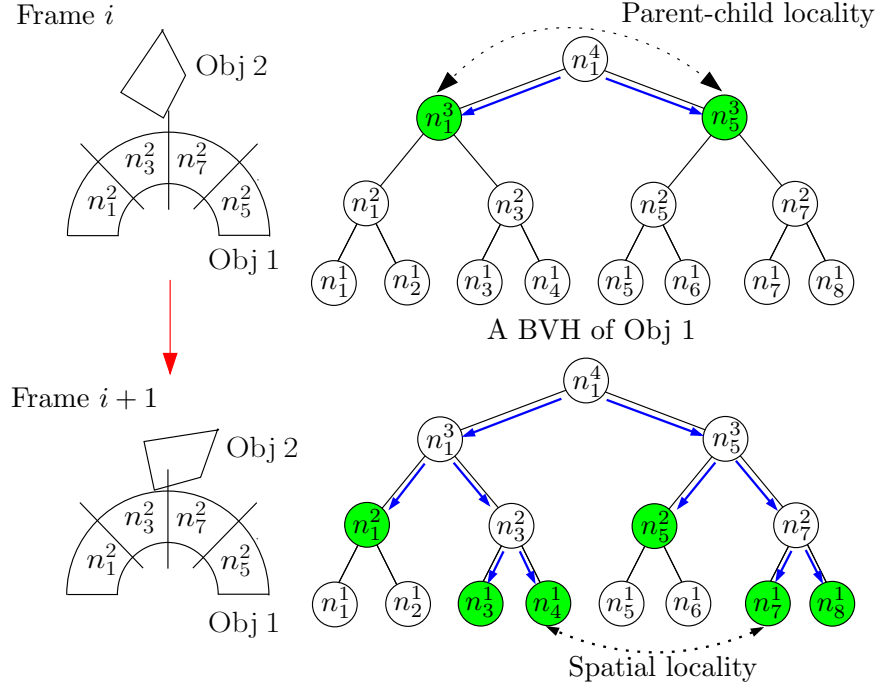 Frame i
Parent-child locality
Obj 2
n_1^4
n_1^3 n_5^3
n_3^2 n_7^2
n_1^2 n_5^2
n_1^2 n_3^2 n_5^2 n_7^2
Obj 1
n_1^1 n_2^1 n_3^1 n_4^1 n_5^1 n_6^1 n_7^1 n_8^1
A BVH of Obj 1
Frame i + 1
n_1^4
Obj 2
n_1^3 n_5^3
n_3^2 n_7^2
n_1^2 n_5^2
n_1^2 n_3^2 n_5^2 n_7^2
Obj 1
n_1^1 n_2^1 n_3^1 n_4^1 n_5^1 n_6^1 n_7^1 n_8^1
Spatial locality